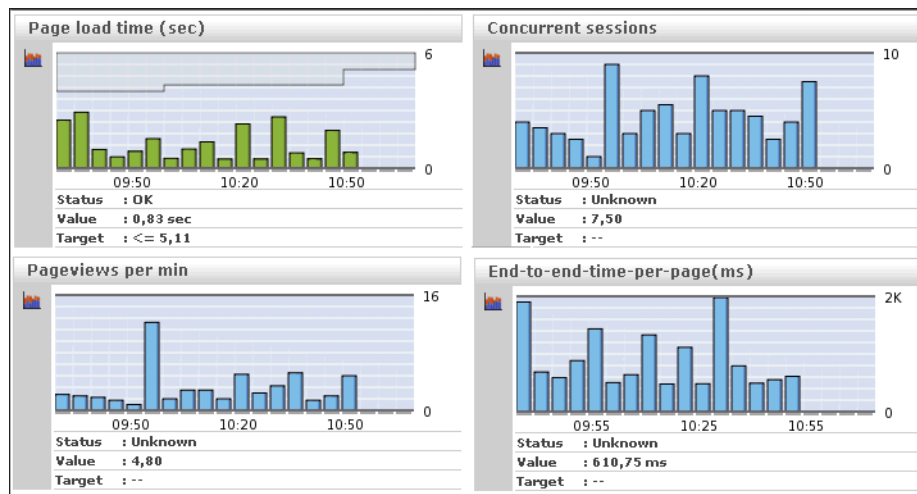 Page load time (sec)
6
0
09:50 10:20 10:50
Status : OK
Value : 0,83 sec
Target : <= 5,11
Concurrent sessions
10
0
09:50 10:20 10:50
Status : Unknown
Value : 7,50
Target : --
Pageviews per min
16
0
09:50 10:20 10:50
Status : Unknown
Value : 4,80
Target : --
End-to-end-time-per-page(ms)
2K
0
09:55 10:25 10:55
Status : Unknown
Value : 610,75 ms
Target : --